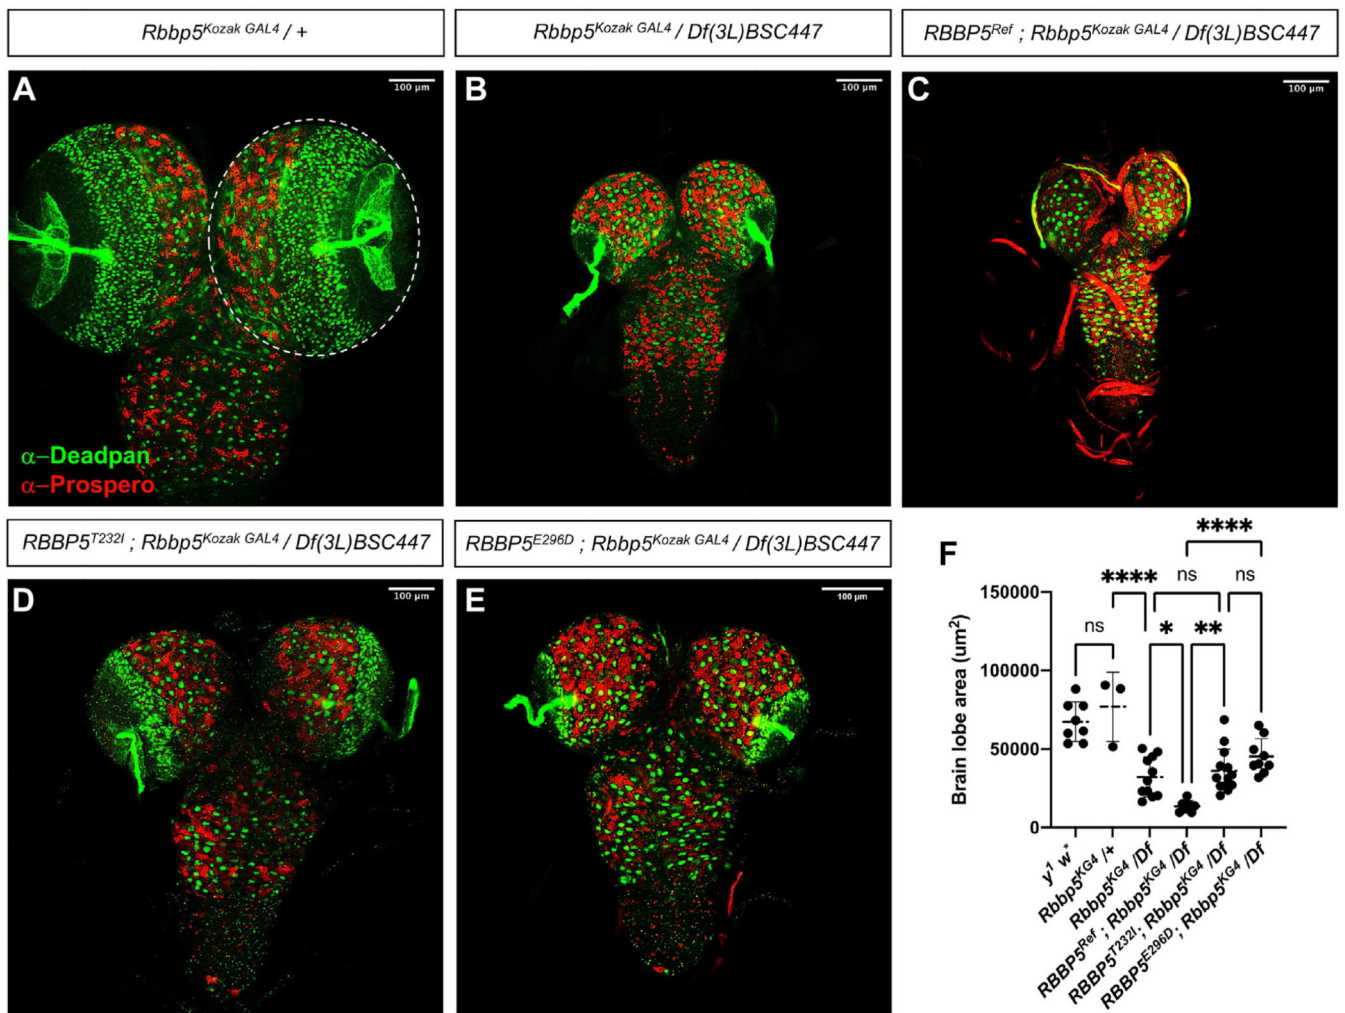 Rbbp5Kozak GAL4 / +
Rbbp5Kozak GAL4 / Df(3L)BSC447
RBBP5Ref ; Rbbp5Kozak GAL4 / Df(3L)BSC447
A
100 μm
B
100 μm
C
100 μm
α–Deadpan
α–Prospero
RBBP5T232I ; Rbbp5Kozak GAL4 / Df(3L)BSC447
RBBP5E296D ; Rbbp5Kozak GAL4 / Df(3L)BSC447
D
100 μm
E
100 μm
F
****
ns
ns
****
ns
*
**
Brain lobe area (um2)
150000
100000
50000
0
y1 w*
Rbbp5KG4 /+
Rbbp5KG4 /Df
RBBP5Ref ; Rbbp5KG4 /Df
RBBP5T232I; Rbbp5KG4 /Df
RBBP5E296D; Rbbp5KG4 /Df